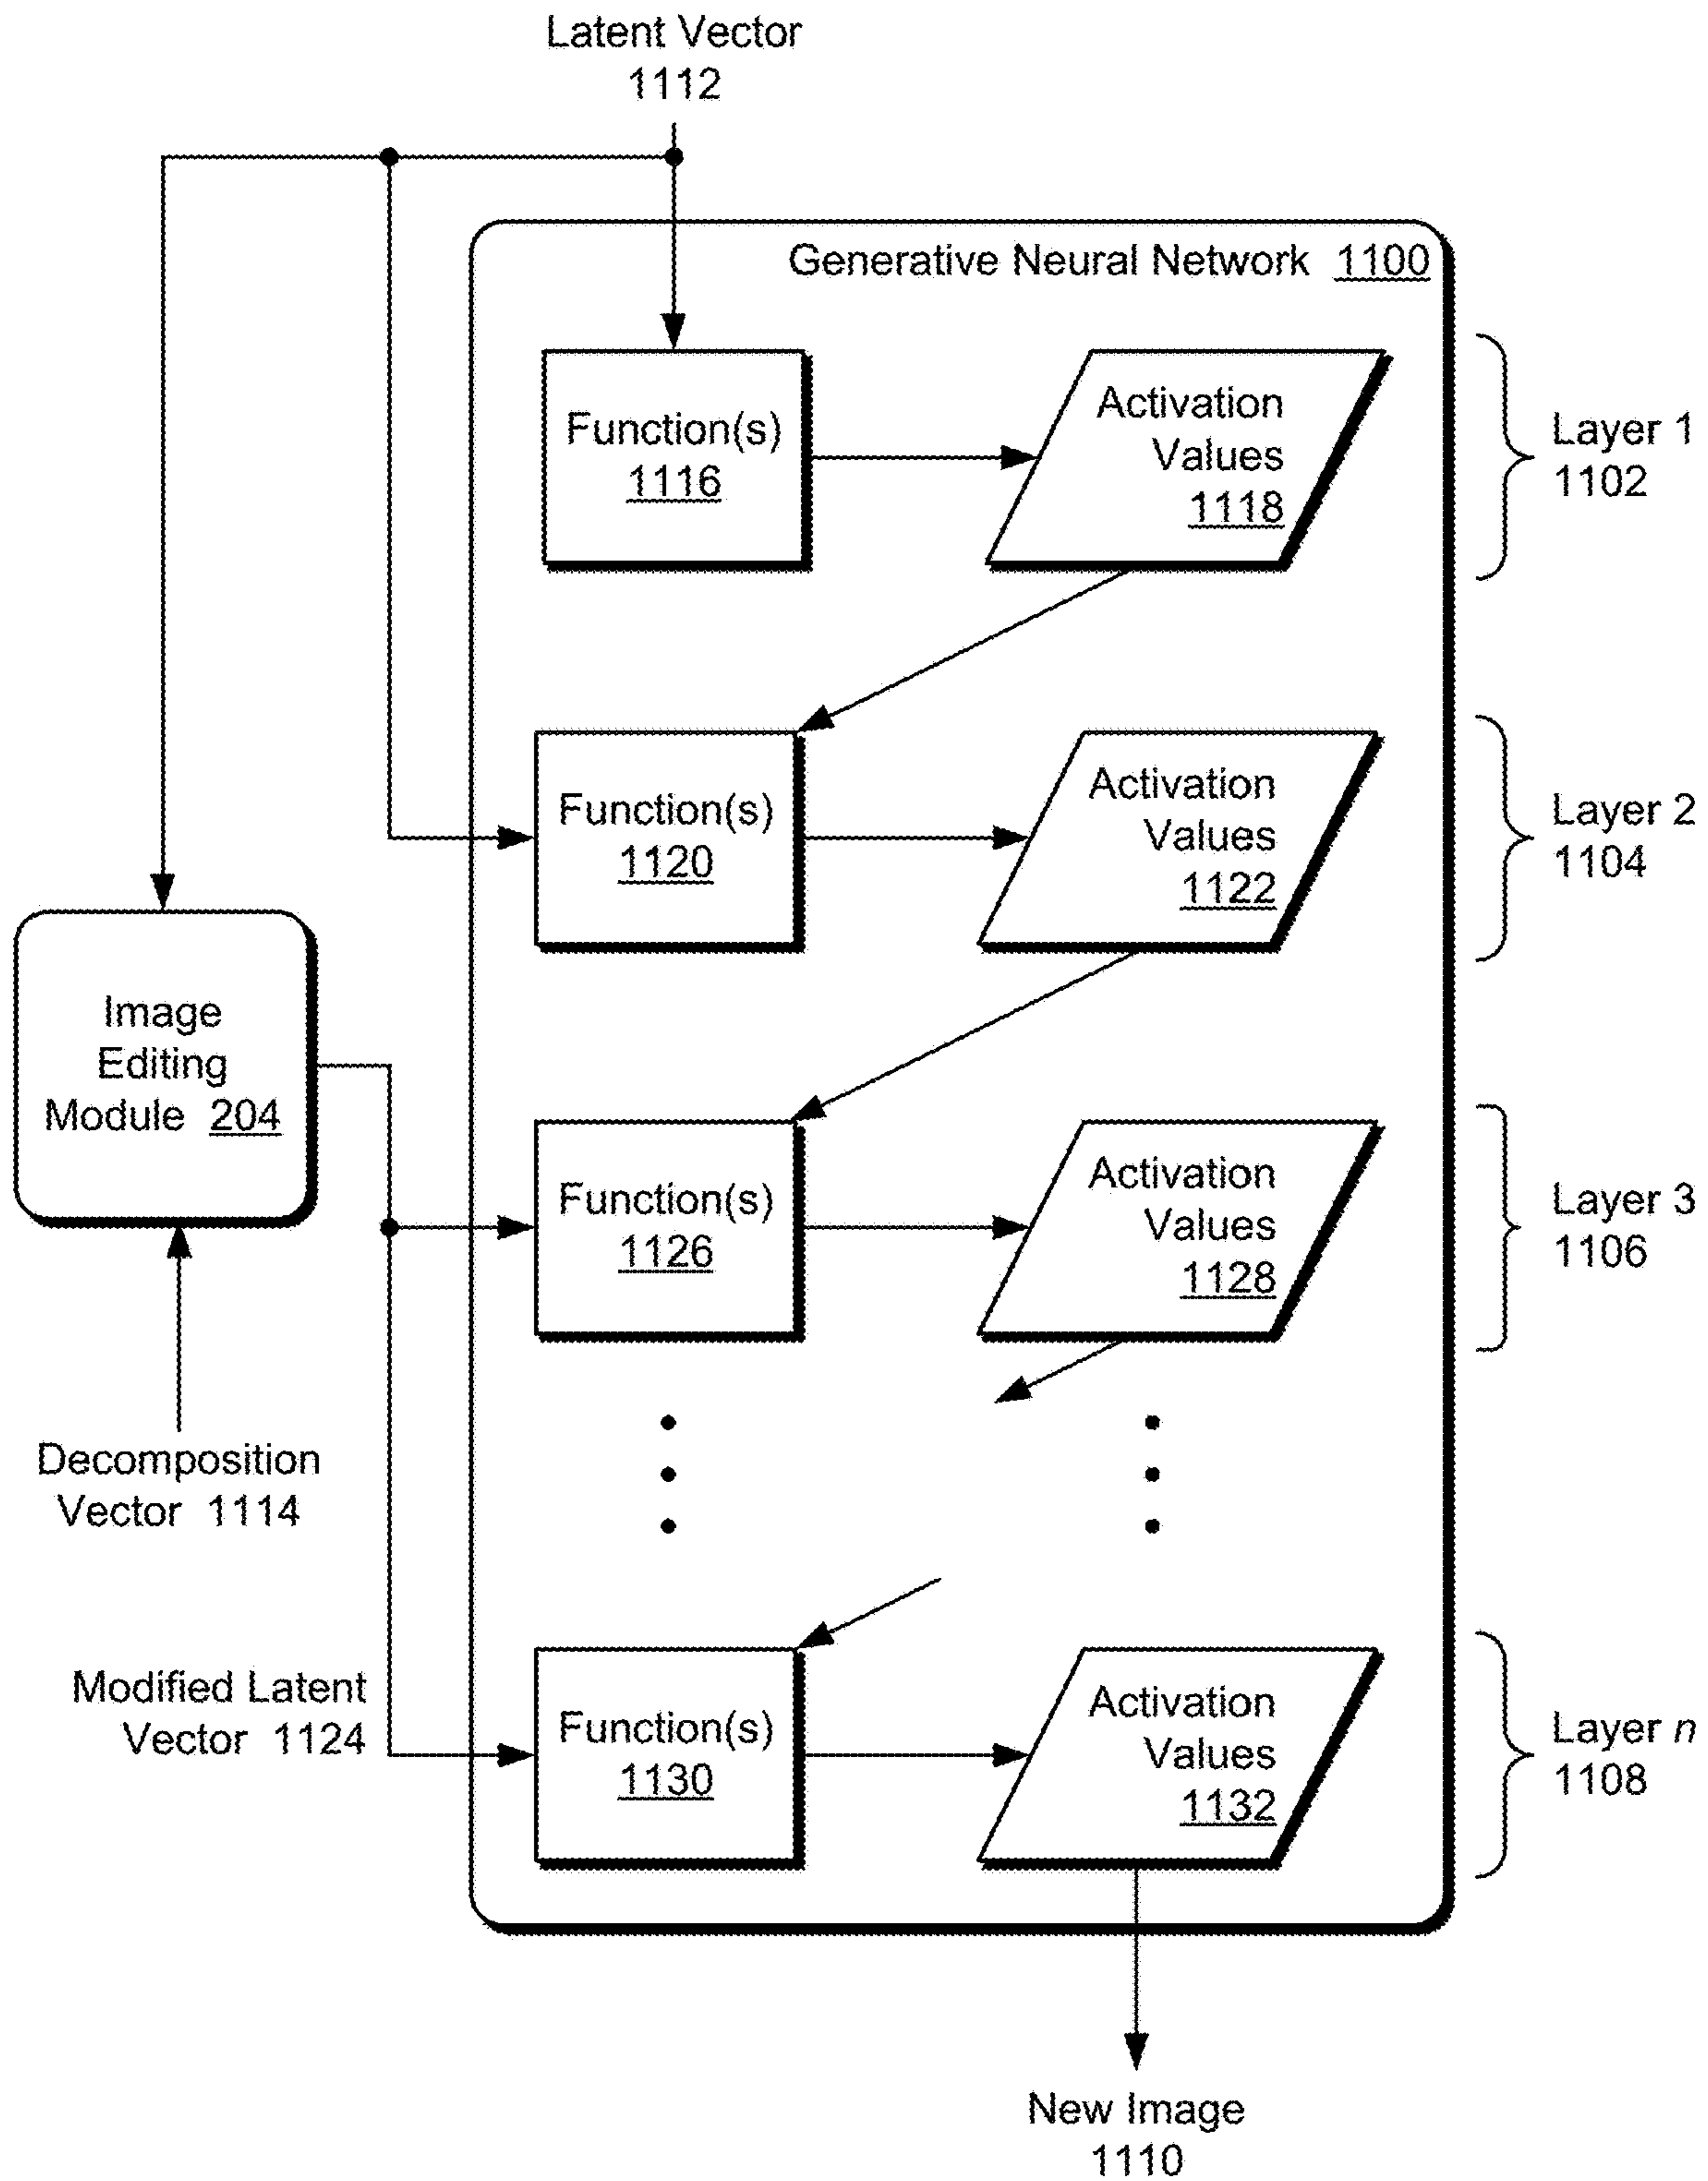 Latent Vector
1112
Generative Neural Network 1100
Function(s)
1116
Activation
Values
1118
Layer 1
1102
Function(s)
1120
Activation
Values
1122
Layer 2
1104
Image
Editing
Module 204
Function(s)
1126
Activation
Values
1128
Layer 3
1106
Decomposition
Vector 1114
Modified Latent
Vector 1124
Function(s)
1130
Activation
Values
1132
Layer n
1108
New Image
1110